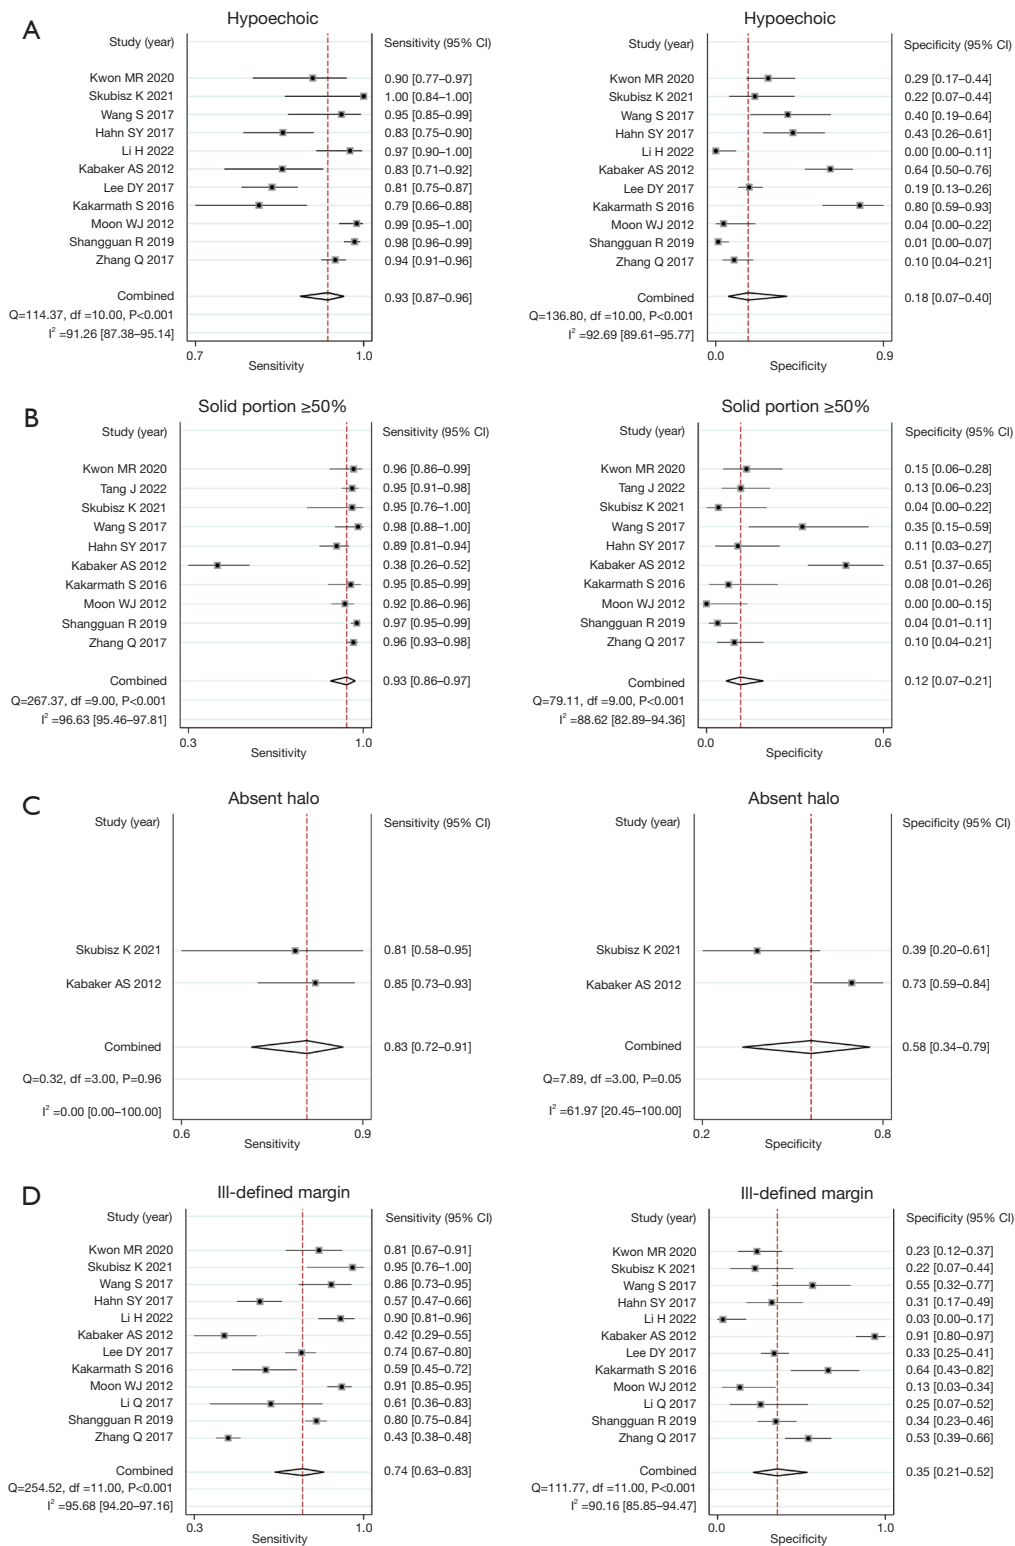 A
Hypoechoic
Study (year) Sensitivity (95% CI)
Kwon MR 2020 0.90 [0.77–0.97]
Skubisz K 2021 1.00 [0.84–1.00]
Wang S 2017 0.95 [0.85–0.99]
Hahn SY 2017 0.83 [0.75–0.90]
Li H 2022 0.97 [0.90–1.00]
Kabaker AS 2012 0.83 [0.71–0.92]
Lee DY 2017 0.81 [0.75–0.87]
Kakarmath S 2016 0.79 [0.66–0.88]
Moon WJ 2012 0.99 [0.95–1.00]
Shangguan R 2019 0.98 [0.96–0.99]
Zhang Q 2017 0.94 [0.91–0.96]
Combined 0.93 [0.87–0.96]
Q=114.37, df =10.00, P<0.001
I² =91.26 [87.38–95.14]
0.7 1.0
Sensitivity
Hypoechoic
Study (year) Specificity (95% CI)
Kwon MR 2020 0.29 [0.17–0.44]
Skubisz K 2021 0.22 [0.07–0.44]
Wang S 2017 0.40 [0.19–0.64]
Hahn SY 2017 0.43 [0.26–0.61]
Li H 2022 0.00 [0.00–0.11]
Kabaker AS 2012 0.64 [0.50–0.76]
Lee DY 2017 0.19 [0.13–0.26]
Kakarmath S 2016 0.80 [0.59–0.93]
Moon WJ 2012 0.04 [0.00–0.22]
Shangguan R 2019 0.01 [0.00–0.07]
Zhang Q 2017 0.10 [0.04–0.21]
Combined 0.18 [0.07–0.40]
Q=136.80, df =10.00, P<0.001
I² =92.69 [89.61–95.77]
0.0 0.9
Specificity
B
Solid portion ≥50%
Study (year) Sensitivity (95% CI)
Kwon MR 2020 0.96 [0.86–0.99]
Tang J 2022 0.95 [0.91–0.98]
Skubisz K 2021 0.95 [0.76–1.00]
Wang S 2017 0.98 [0.88–1.00]
Hahn SY 2017 0.89 [0.81–0.94]
Kabaker AS 2012 0.38 [0.26–0.52]
Kakarmath S 2016 0.95 [0.85–0.99]
Moon WJ 2012 0.92 [0.86–0.96]
Shangguan R 2019 0.97 [0.95–0.99]
Zhang Q 2017 0.96 [0.93–0.98]
Combined 0.93 [0.86–0.97]
Q=267.37, df =9.00, P<0.001
I² =96.63 [95.46–97.81]
0.3 1.0
Sensitivity
Solid portion ≥50%
Study (year) Specificity (95% CI)
Kwon MR 2020 0.15 [0.06–0.28]
Tang J 2022 0.13 [0.06–0.23]
Skubisz K 2021 0.04 [0.00–0.22]
Wang S 2017 0.35 [0.15–0.59]
Hahn SY 2017 0.11 [0.03–0.27]
Kabaker AS 2012 0.51 [0.37–0.65]
Kakarmath S 2016 0.08 [0.01–0.26]
Moon WJ 2012 0.00 [0.00–0.15]
Shangguan R 2019 0.04 [0.01–0.11]
Zhang Q 2017 0.10 [0.04–0.21]
Combined 0.12 [0.07–0.21]
Q=79.11, df =9.00, P<0.001
I² =88.62 [82.89–94.36]
0.0 0.6
Specificity
C
Absent halo
Study (year) Sensitivity (95% CI)
Skubisz K 2021 0.81 [0.58–0.95]
Kabaker AS 2012 0.85 [0.73–0.93]
Combined 0.83 [0.72–0.91]
Q=0.32, df =3.00, P=0.96
I² =0.00 [0.00–100.00]
0.6 0.9
Sensitivity
Absent halo
Study (year) Specificity (95% CI)
Skubisz K 2021 0.39 [0.20–0.61]
Kabaker AS 2012 0.73 [0.59–0.84]
Combined 0.58 [0.34–0.79]
Q=7.89, df =3.00, P=0.05
I² =61.97 [20.45–100.00]
0.2 0.8
Specificity
D
Ill-defined margin
Study (year) Sensitivity (95% CI)
Kwon MR 2020 0.81 [0.67–0.91]
Skubisz K 2021 0.95 [0.76–1.00]
Wang S 2017 0.86 [0.73–0.95]
Hahn SY 2017 0.57 [0.47–0.66]
Li H 2022 0.90 [0.81–0.96]
Kabaker AS 2012 0.42 [0.29–0.55]
Lee DY 2017 0.74 [0.67–0.80]
Kakarmath S 2016 0.59 [0.45–0.72]
Moon WJ 2012 0.91 [0.85–0.95]
Li Q 2017 0.61 [0.36–0.83]
Shangguan R 2019 0.80 [0.75–0.84]
Zhang Q 2017 0.43 [0.38–0.48]
Combined 0.74 [0.63–0.83]
Q=254.52, df =11.00, P<0.001
I² =95.68 [94.20–97.16]
0.3 1.0
Sensitivity
Ill-defined margin
Study (year) Specificity (95% CI)
Kwon MR 2020 0.23 [0.12–0.37]
Skubisz K 2021 0.22 [0.07–0.44]
Wang S 2017 0.55 [0.32–0.77]
Hahn SY 2017 0.31 [0.17–0.49]
Li H 2022 0.03 [0.00–0.17]
Kabaker AS 2012 0.91 [0.80–0.97]
Lee DY 2017 0.33 [0.25–0.41]
Kakarmath S 2016 0.64 [0.43–0.82]
Moon WJ 2012 0.13 [0.03–0.34]
Li Q 2017 0.25 [0.07–0.52]
Shangguan R 2019 0.34 [0.23–0.46]
Zhang Q 2017 0.53 [0.39–0.66]
Combined 0.35 [0.21–0.52]
Q=111.77, df =11.00, P<0.001
I² =90.16 [85.85–94.47]
0.0 1.0
Specificity